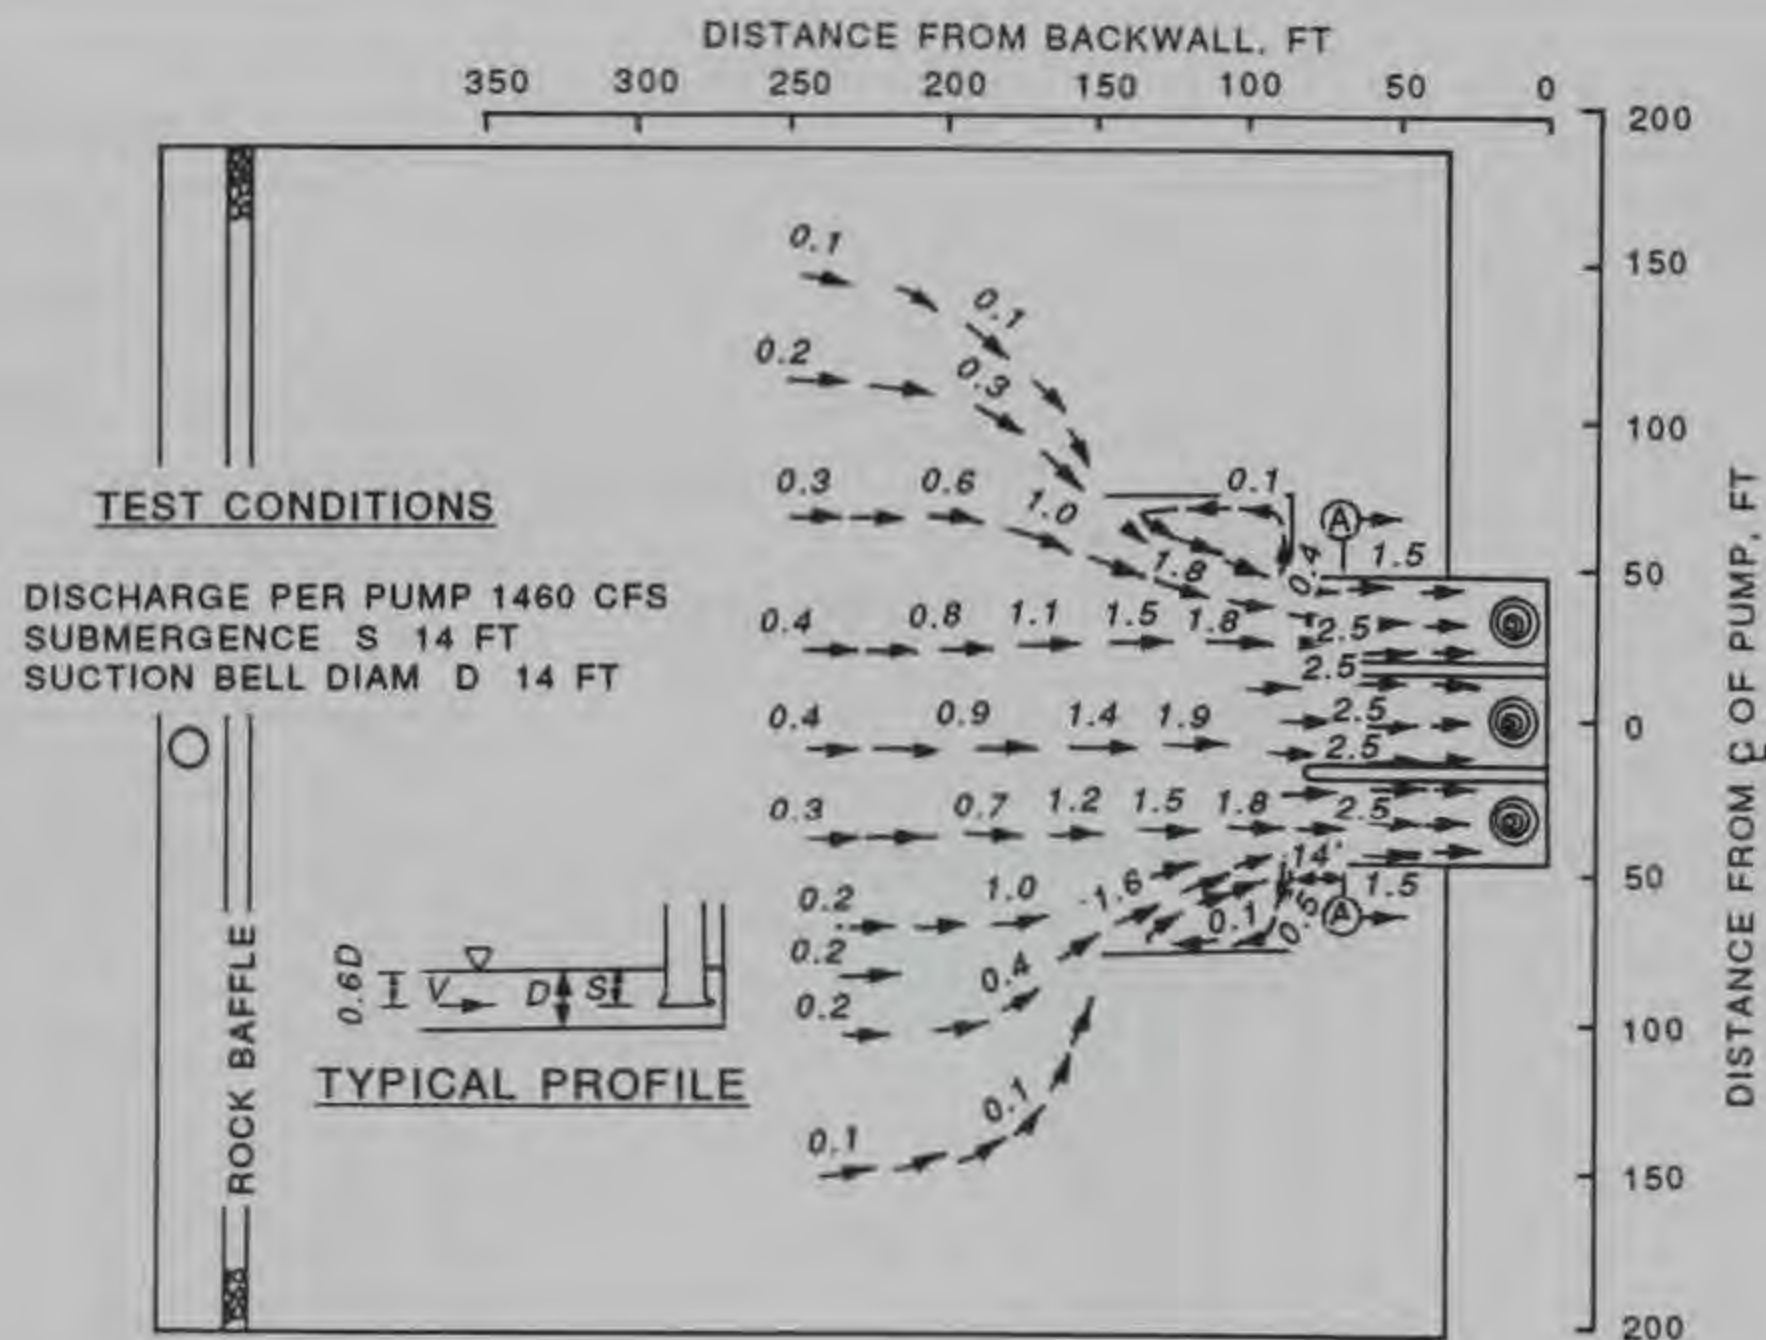 DISTANCE FROM BACKWALL, FT
350 300 250 200 150 100 50 0
200
150
100
50
0
50
100
150
200
DISTANCE FROM ℄ OF PUMP, FT
0.1
0.1
0.2
0.3
0.3 0.6 1.0 0.1
A
1.8 0.4 1.5
0.4 0.8 1.1 1.5 1.8 2.5
2.5
0.4 0.9 1.4 1.9 2.5
2.5
0.3 0.7 1.2 1.5 1.8 2.5
0.2 1.0 1.6 1.5
0.1
A
0.2 0.4
0.2
0.1 0.1
TEST CONDITIONS
DISCHARGE PER PUMP 1460 CFS
SUBMERGENCE S 14 FT
SUCTION BELL DIAM D 14 FT
ROCK BAFFLE
0.6D V D S
TYPICAL PROFILE